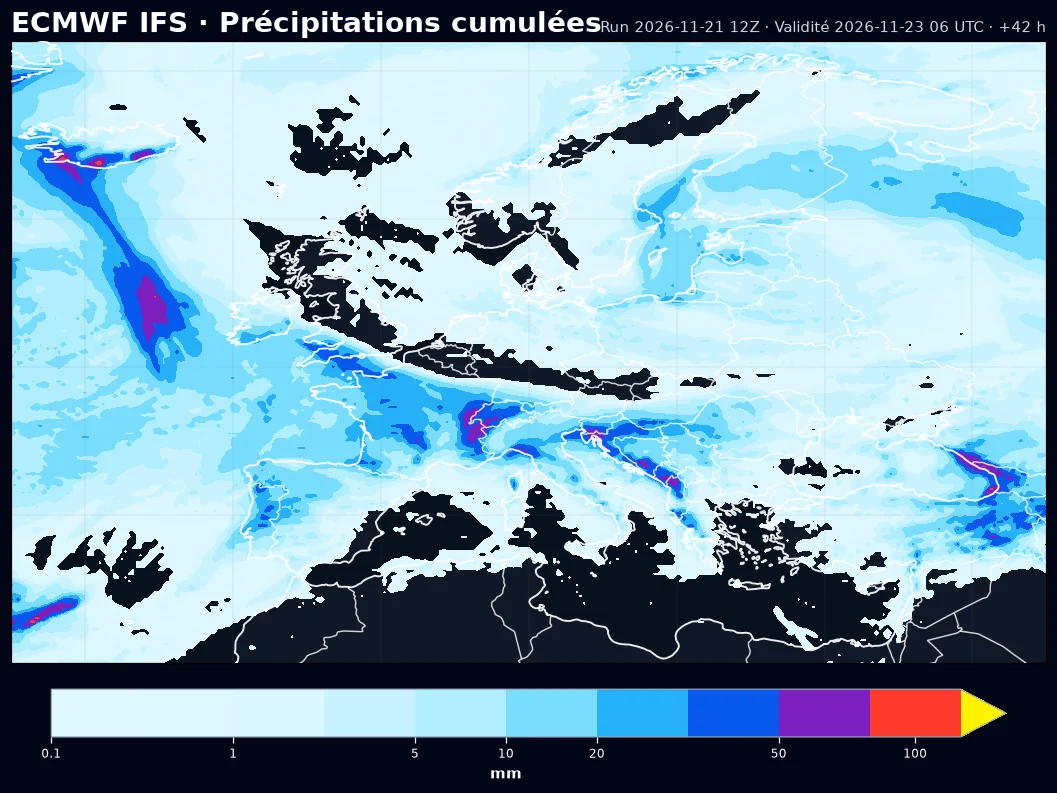 ECMWF IFS · Précipitations cumulées
Run 2026-11-21 12Z · Validité 2026-11-23 06 UTC · +42 h
0.1 1 5 10 20 50 100
mm